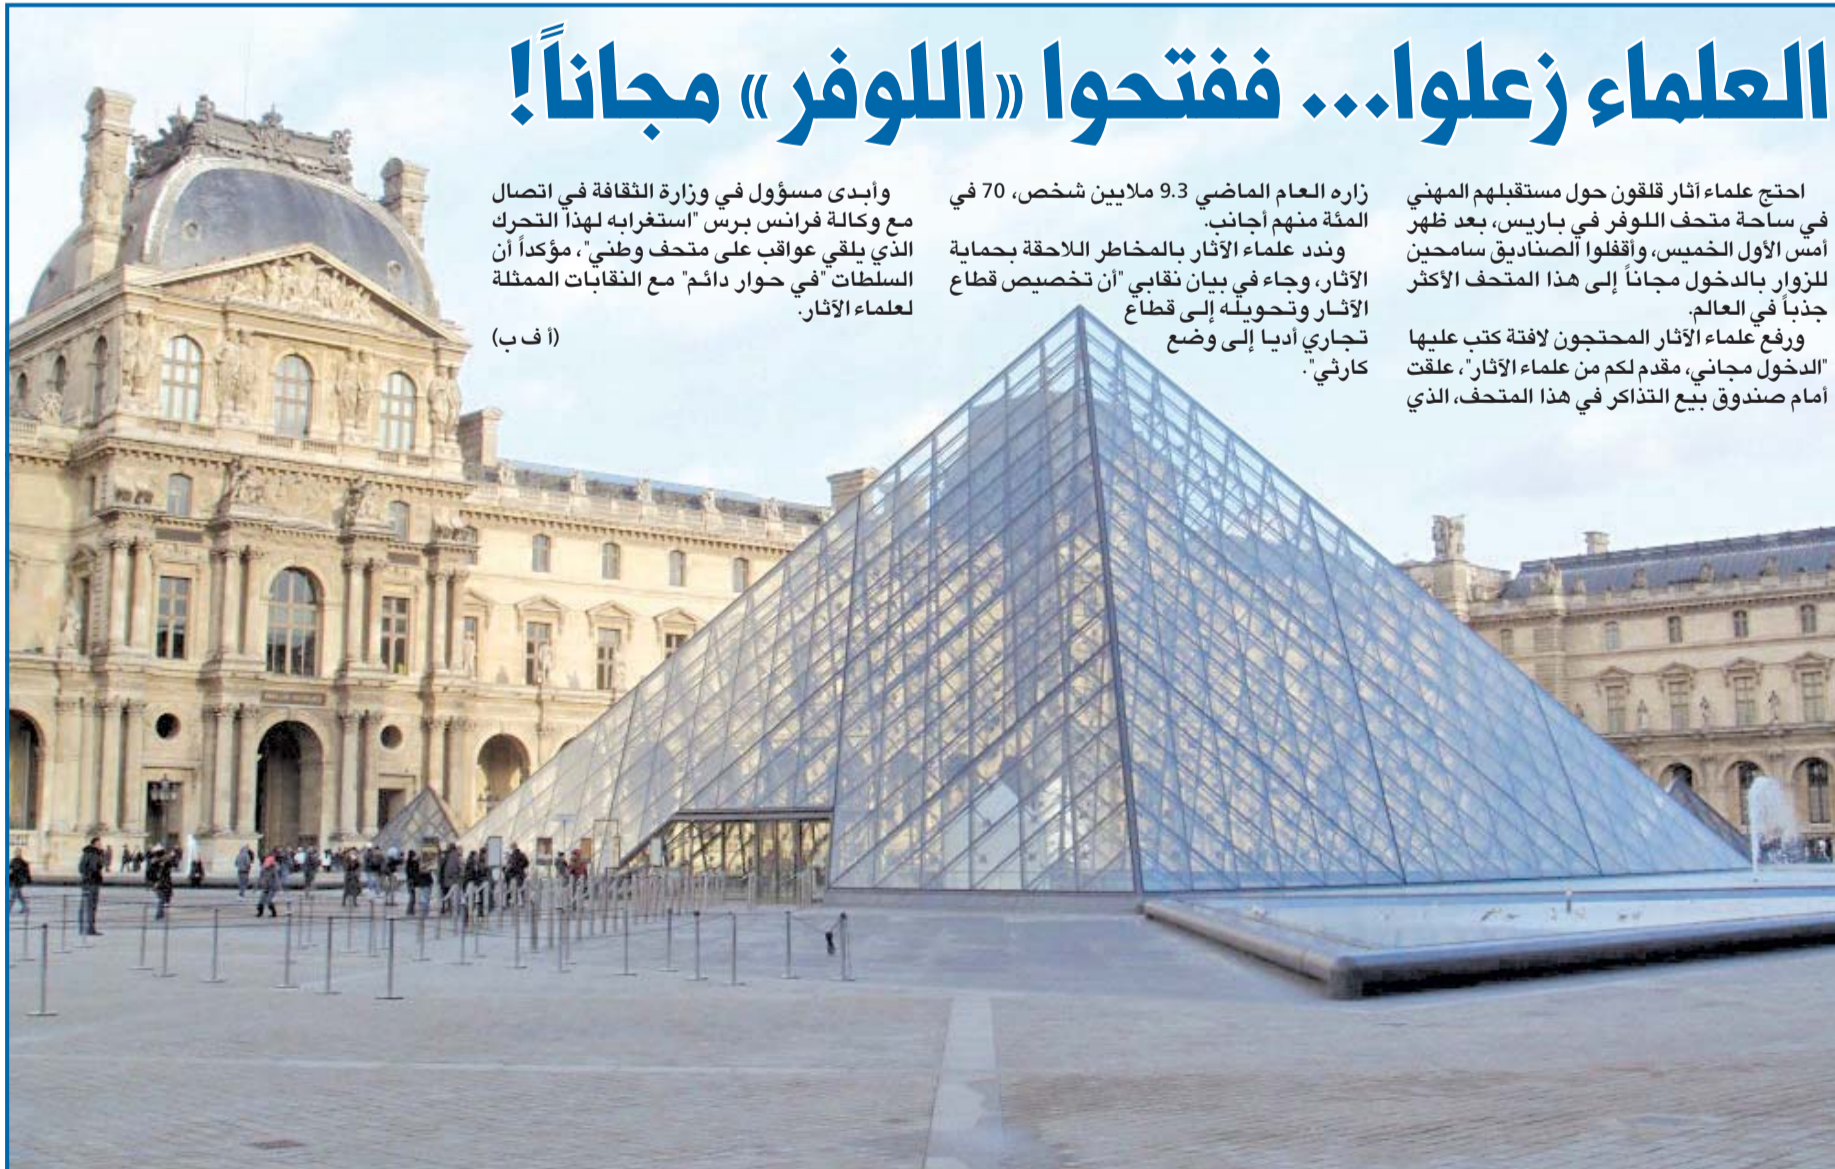 العلماء زعلوا... ففتحوا «اللوفر» مجاناً!
احتج علماء آثار قلقون حول مستقبلهم المهني
في ساحة متحف اللوفر في باريس، بعد ظهر
أمس الأول الخميس، وأقفلوا الصناديق سامحين
للزوار بالدخول مجاناً إلى هذا المتحف الأكثر
جذباً في العالم.
ورفع علماء الآثار المحتجون لافتة كتب عليها
"الدخول مجاني، مقدم لكم من علماء الآثار"، علقت
أمام صندوق بيع التذاكر في هذا المتحف، الذي
زاره العام الماضي 9.3 ملايين شخص، 70 في
المئة منهم أجانب.
وندد علماء الآثار بالمخاطر اللاحقة بحماية
الآثار، وجاء في بيان نقابي "أن تخصيص قطاع
الآثار وتحويله إلى قطاع
تجاري أديا إلى وضع
كارثي".
وأبدى مسؤول في وزارة الثقافة في اتصال
مع وكالة فرانس برس "استغرابه لهذا التحرك
الذي يلقي عواقب على متحف وطني"، مؤكداً أن
السلطات "في حوار دائم" مع النقابات الممثلة
لعلماء الآثار.
(أ ف ب)